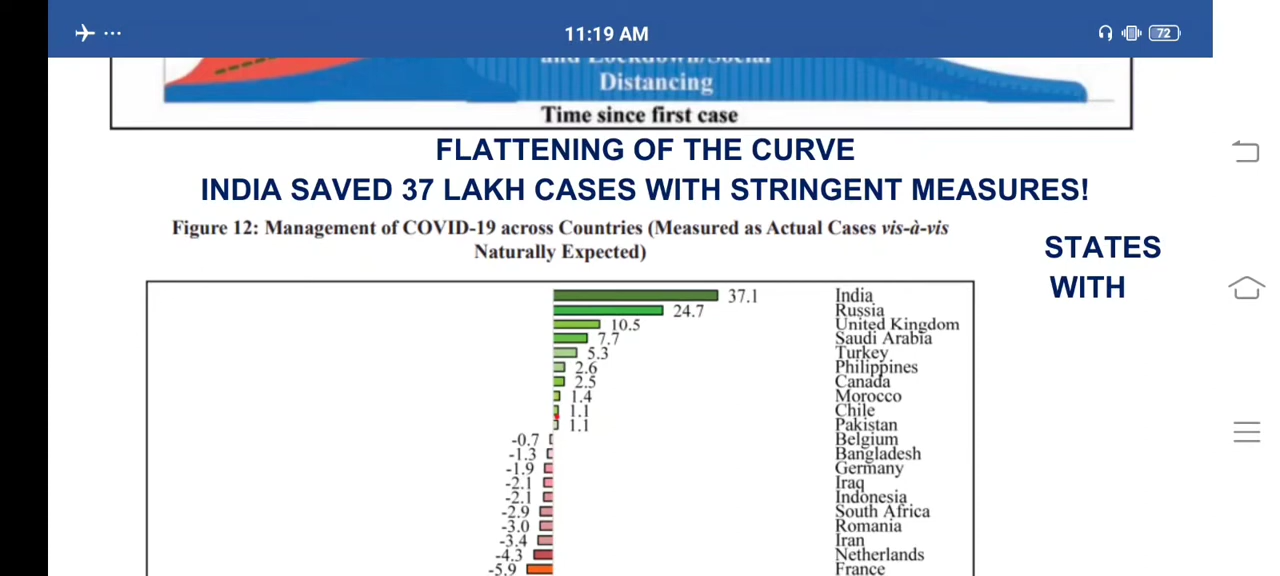 11:19 AM
72
and Lockdown/Social
Distancing
Time since first case
FLATTENING OF THE CURVE
INDIA SAVED 37 LAKH CASES WITH STRINGENT MEASURES!
Figure 12: Management of COVID-19 across Countries (Measured as Actual Cases vis-à-vis
Naturally Expected)
STATES
WITH
37.1 India
24.7 Russia
10.5 United Kingdom
7.7 Saudi Arabia
5.3 Turkey
2.6 Philippines
2.5 Canada
1.4 Morocco
1.1 Chile
1.1 Pakistan
-0.7 Belgium
-1.3 Bangladesh
-1.9 Germany
-2.1 Iraq
-2.1 Indonesia
-2.9 South Africa
-3.0 Romania
-3.4 Iran
-4.3 Netherlands
-5.9 France